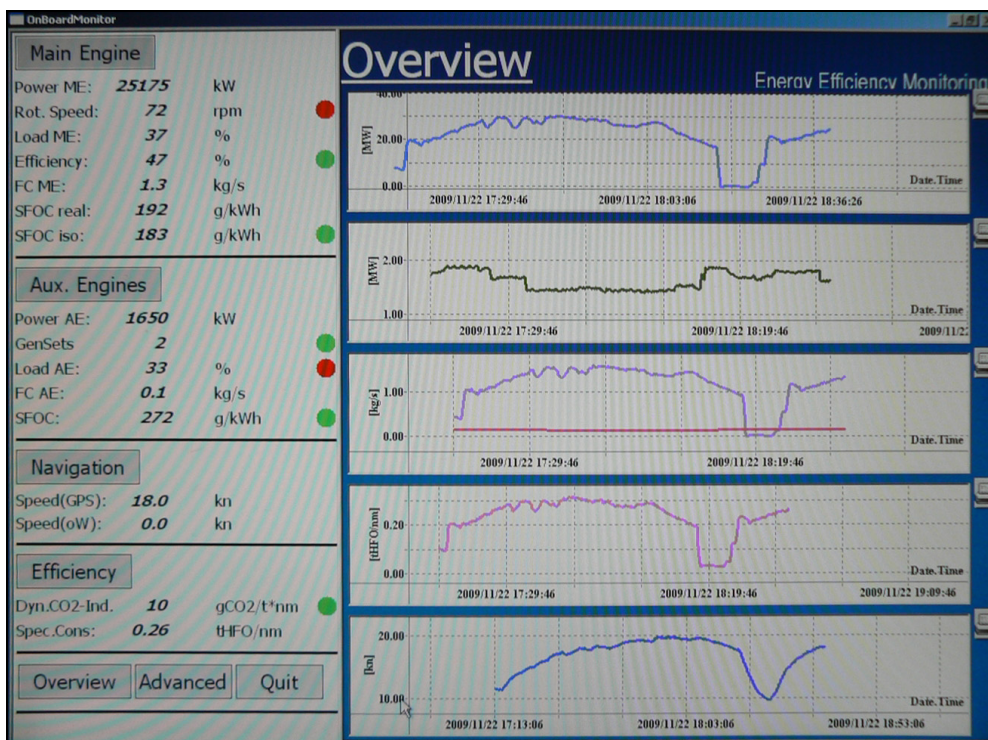 OnBoardMonitor
Main Engine
Power ME: 25175 kW
Rot. Speed: 72 rpm
Load ME: 37 %
Efficiency: 47 %
FC ME: 1.3 kg/s
SFOC real: 192 g/kWh
SFOC iso: 183 g/kWh
Aux. Engines
Power AE: 1650 kW
GenSets 2
Load AE: 33 %
FC AE: 0.1 kg/s
SFOC: 272 g/kWh
Navigation
Speed(GPS): 18.0 kn
Speed(oW): 0.0 kn
Efficiency
Dyn.CO2-Ind. 10 gCO2/t*nm
Spec.Cons: 0.26 tHFO/nm
Overview Advanced Quit
Overview
Energy Efficiency Monitoring
40.00
[MW]
20.00
0.00
Date.Time
2009/11/22 17:29:46 2009/11/22 18:03:06 2009/11/22 18:36:26
[MW]
2.00
1.00
Date.Time
2009/11/22 17:29:46 2009/11/22 18:19:46 2009/11/22
[kg/s]
1.00
0.00
Date.Time
2009/11/22 17:29:46 2009/11/22 18:19:46
[tHFO/nm]
0.20
0.00
Date.Time
2009/11/22 17:29:46 2009/11/22 18:19:46 2009/11/22 19:09:46
20.00
[kn]
10.00
Date.Time
2009/11/22 17:13:06 2009/11/22 18:03:06 2009/11/22 18:53:06